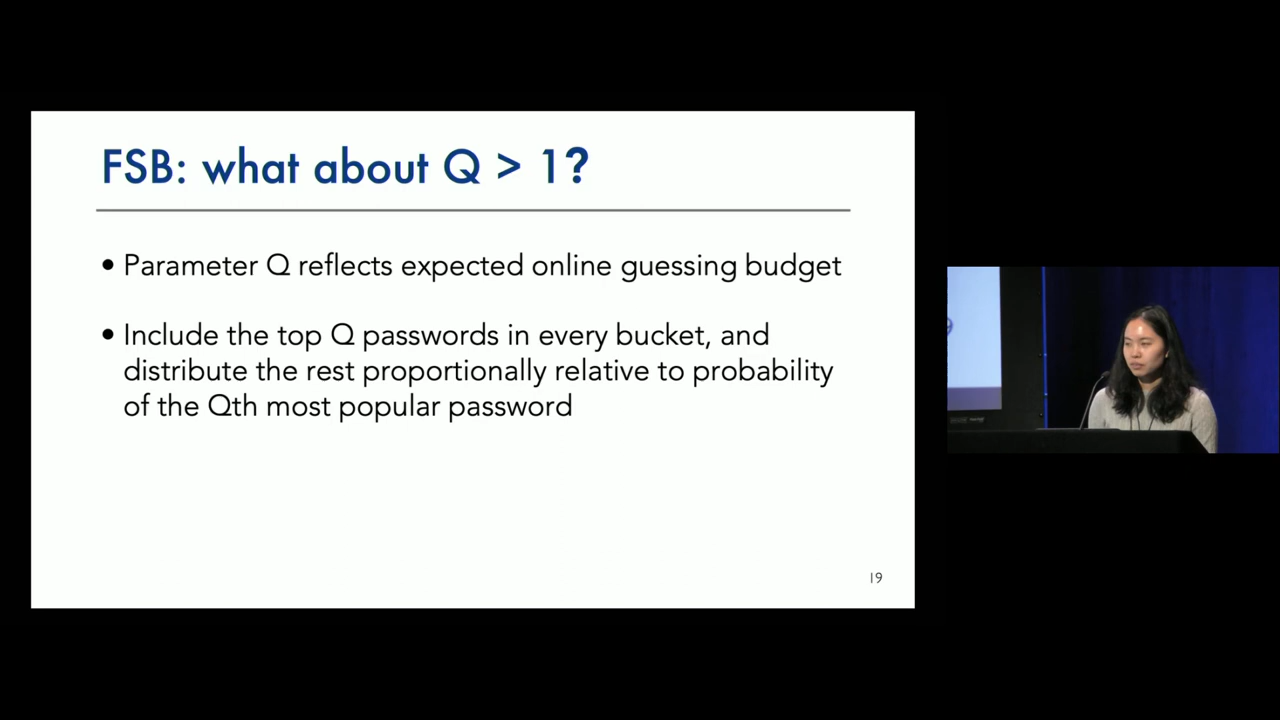 FSB: what about Q > 1?
• Parameter Q reflects expected online guessing budget
• Include the top Q passwords in every bucket, and
distribute the rest proportionally relative to probability
of the Qth most popular password
19